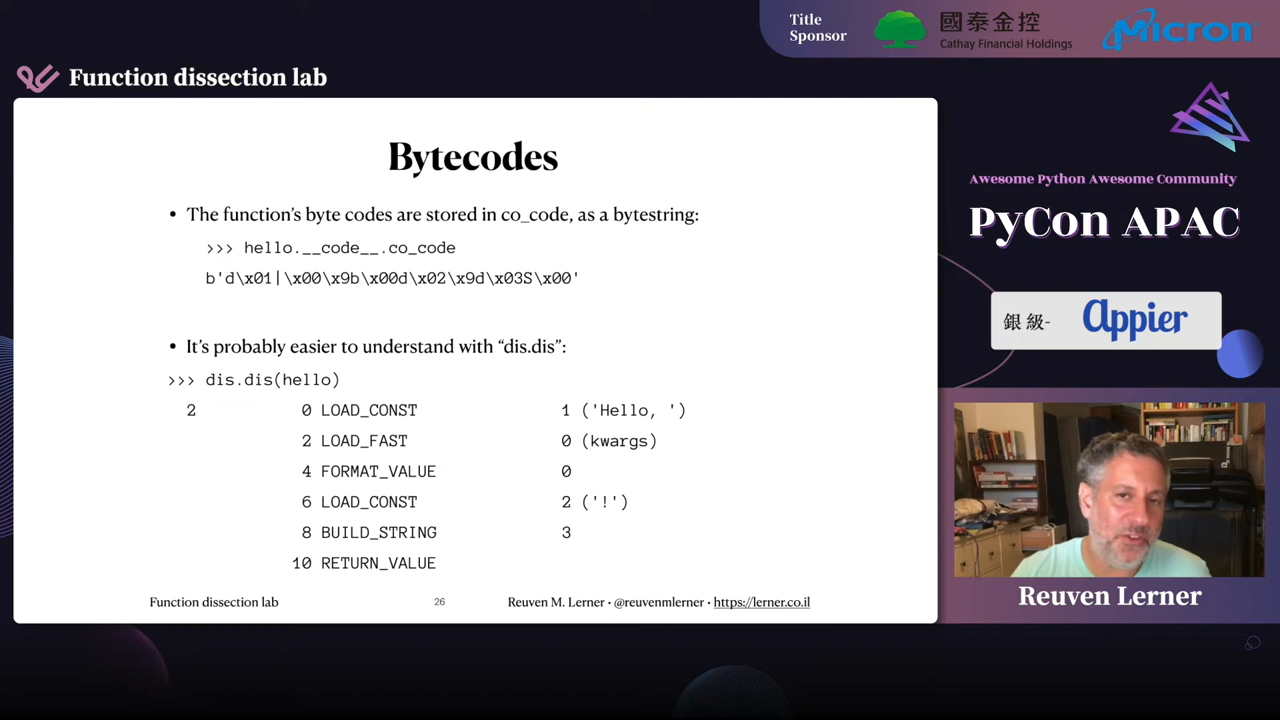 Title
Sponsor
國泰金控
Cathay Financial Holdings
Micron
Function dissection lab
Bytecodes
• The function's byte codes are stored in co_code, as a bytestring:
>>> hello.__code__.co_code
b'd\x01|\x00\x9b\x00d\x02\x9d\x03S\x00'
• It's probably easier to understand with “dis.dis”:
>>> dis.dis(hello)
2 0 LOAD_CONST 1 ('Hello, ')
2 LOAD_FAST 0 (kwargs)
4 FORMAT_VALUE 0
6 LOAD_CONST 2 ('!')
8 BUILD_STRING 3
10 RETURN_VALUE
Function dissection lab 26 Reuven M. Lerner • @reuvenmlerner • https://lerner.co.il
Awesome Python Awesome Community
PyCon APAC
銀級- Appier
Reuven Lerner